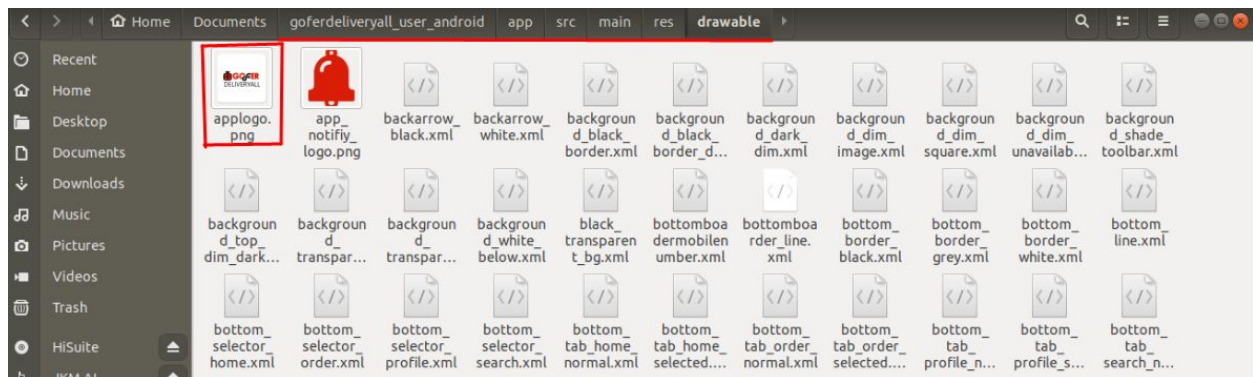 Home Documents goferdeliveryall_user_android app src main res drawable
Recent
Home
Desktop
Documents
Downloads
Music
Pictures
Videos
Trash
HiSuite
GOFER
DELIVERYALL
applogo.
png
app_
notifiy_
logo.png
backarrow_
black.xml
backarrow_
white.xml
backgroun
d_black_
border.xml
backgroun
d_black_
border_d...
backgroun
d_dark_
dim.xml
backgroun
d_dim_
image.xml
backgroun
d_dim_
square.xml
backgroun
d_dim_
unavailab...
backgroun
d_shade_
toolbar.xml
backgroun
d_top_
dim_dark...
backgroun
d_
transpar...
backgroun
d_
transpar...
backgroun
d_white_
below.xml
black_
transparen
t_bg.xml
bottomboa
dermobilen
umber.xml
bottomboa
rder_line.
xml
bottom_
border_
black.xml
bottom_
border_
grey.xml
bottom_
border_
white.xml
bottom_
line.xml
bottom_
selector_
home.xml
bottom_
selector_
order.xml
bottom_
selector_
profile.xml
bottom_
selector_
search.xml
bottom_
tab_home_
normal.xml
bottom_
tab_home_
selected....
bottom_
tab_order_
normal.xml
bottom_
tab_order_
selected....
bottom_
tab_
profile_n...
bottom_
tab_
profile_s...
bottom_
tab_
search_n...